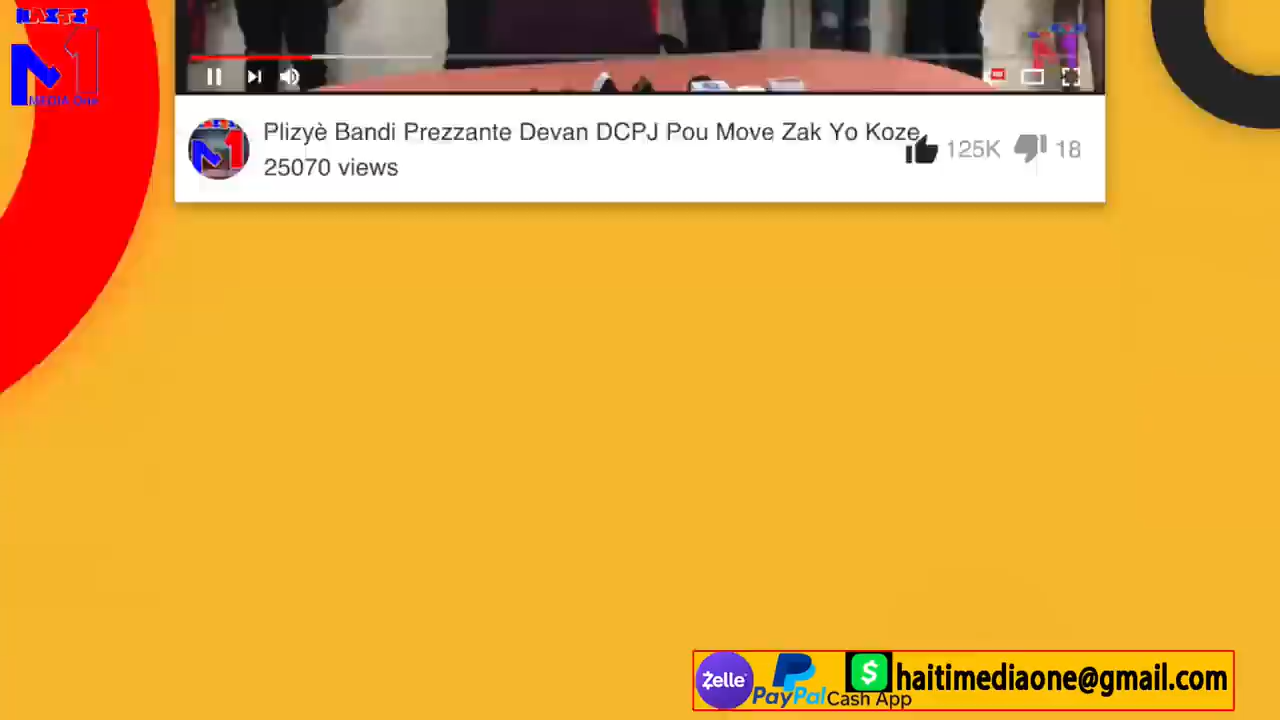 HAITI
M1
MEDIA One
Plizyè Bandi Prezzante Devan DCPJ Pou Move Zak Yo Koze
25070 views
125K
18
Zelle
PayPal
Cash App
haitimediaone@gmail.com